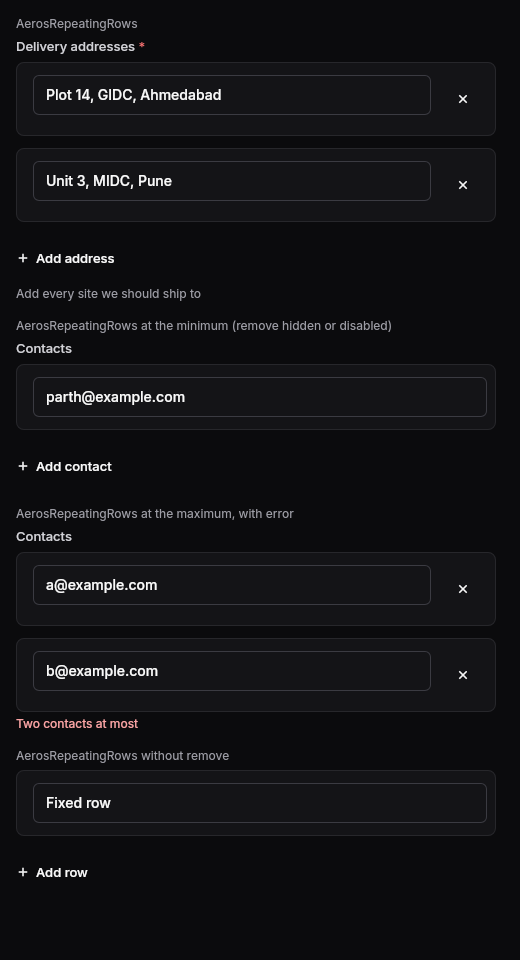 AerosRepeatingRows
Delivery addresses *
Plot 14, GIDC, Ahmedabad
×
Unit 3, MIDC, Pune
×
+ Add address
Add every site we should ship to
AerosRepeatingRows at the minimum (remove hidden or disabled)
Contacts
parth@example.com
+ Add contact
AerosRepeatingRows at the maximum, with error
Contacts
a@example.com
×
b@example.com
×
Two contacts at most
AerosRepeatingRows without remove
Fixed row
+ Add row